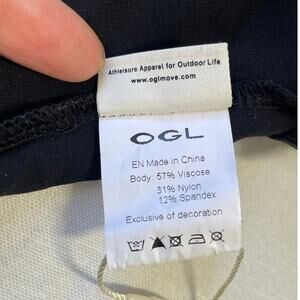 Athleisure Apparel for Outdoor Life
www.oglmove.com
OGL
EN Made in China
Body: 57% Viscose
31% Nylon
12% Spandex
Exclusive of decoration